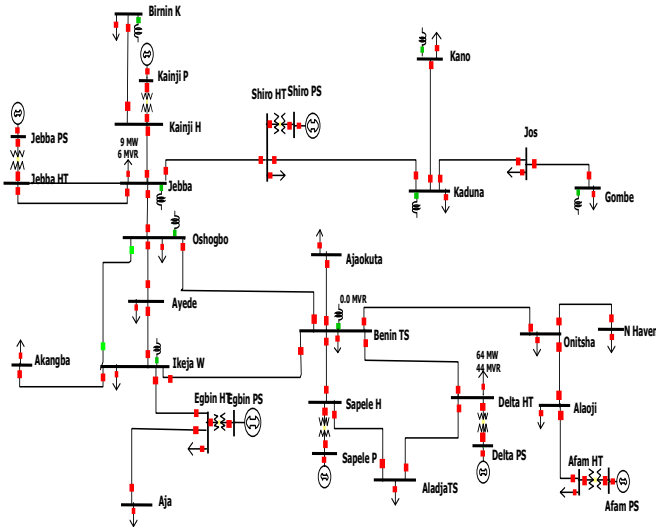 Birnin K
Kainji P
Kano
Shiro HT Shiro PS
Jebba PS
Kainji H
Jos
9 MW
6 MVR
Jebba HT
Jebba
Kaduna
Gombe
Oshogbo
Ajaokuta
Ayede
0.0 MVR
Benin TS
Onitsha
N Haven
Akangba
Ikeja W
64 MW
44 MVR
Egbin HT Egbin PS
Sapele H
Delta HT
Alaoji
Sapele P
Delta PS
Afam HT
AladjaTS
Aja
Afam PS